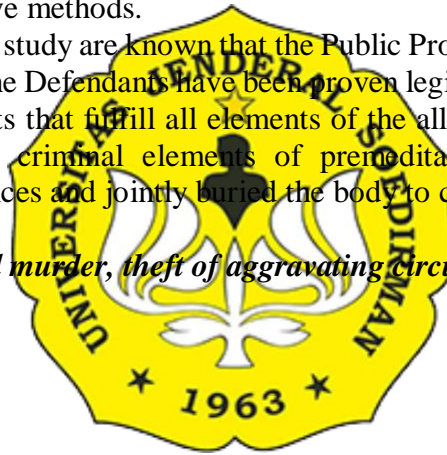 ve methods.
study are known that the Public Pro
he Defendants have been proven legi
ts that fulfill all elements of the all
criminal elements of premedita
ces and jointly buried the body to c
d murder, theft of aggravating circu
UNIVERSITAS JENDERAL SOEDIRMAN
1963